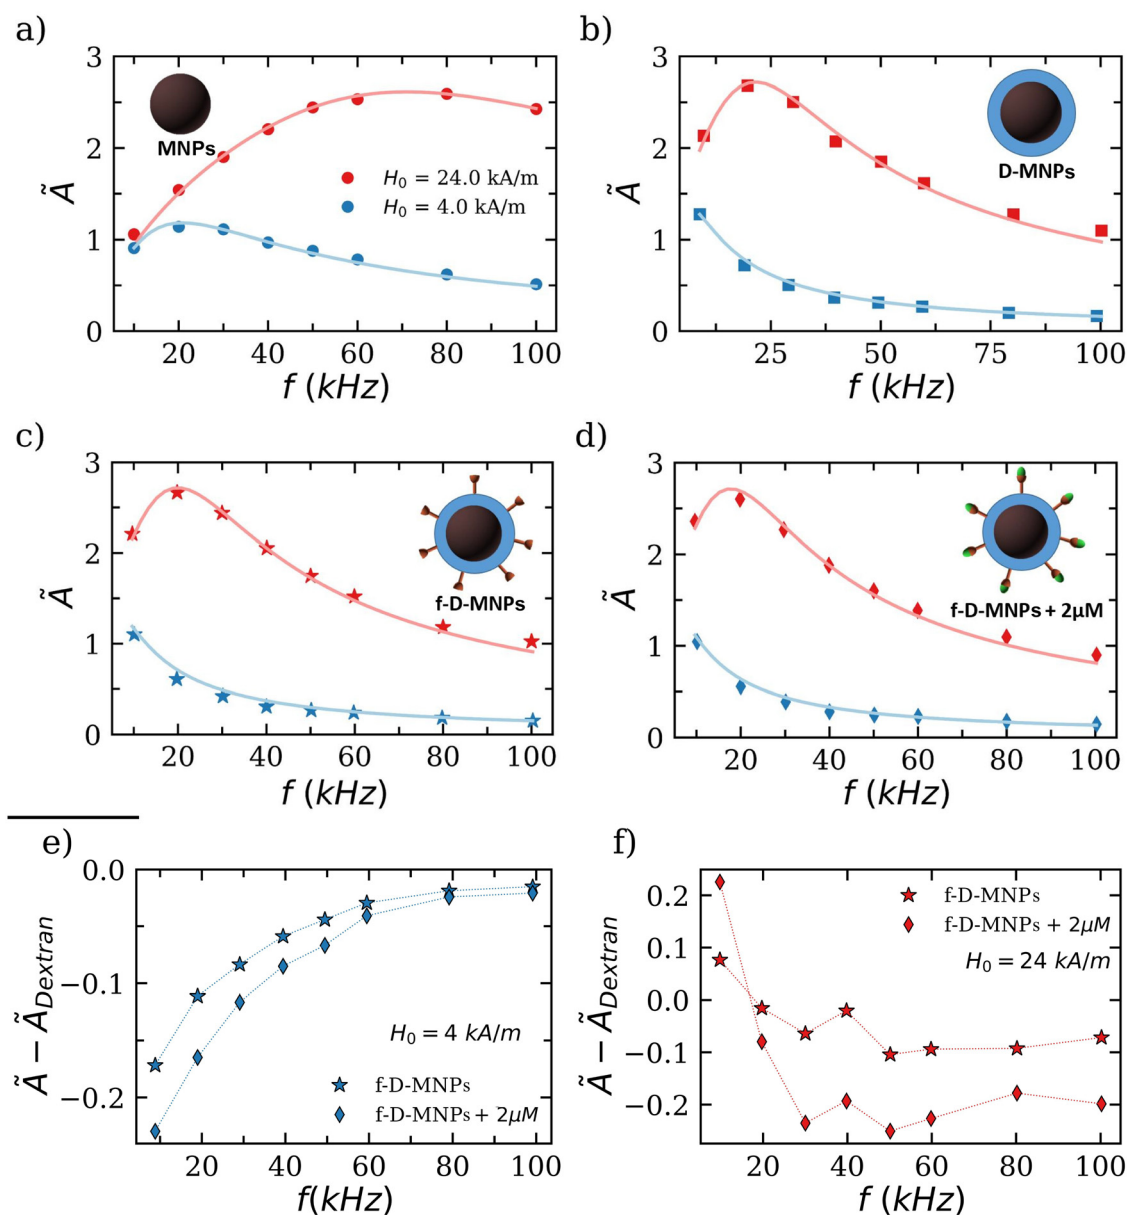 a)
3
2
1
0
Ã
MNPs
H₀ = 24.0 kA/m
H₀ = 4.0 kA/m
20 40 60 80 100
f (kHz)
b)
3
2
1
0
Ã
D-MNPs
25 50 75 100
f (kHz)
c)
3
2
1
0
Ã
f-D-MNPs
20 40 60 80 100
f (kHz)
d)
3
2
1
0
Ã
f-D-MNPs + 2μM
20 40 60 80 100
f (kHz)
e)
0.0
−0.1
−0.2
Ã − Ã_Dextran
H₀ = 4 kA/m
f-D-MNPs
f-D-MNPs + 2μM
20 40 60 80 100
f(kHz)
f)
0.2
0.1
0.0
−0.1
−0.2
Ã − Ã_Dextran
f-D-MNPs
f-D-MNPs + 2μM
H₀ = 24 kA/m
20 40 60 80 100
f (kHz)